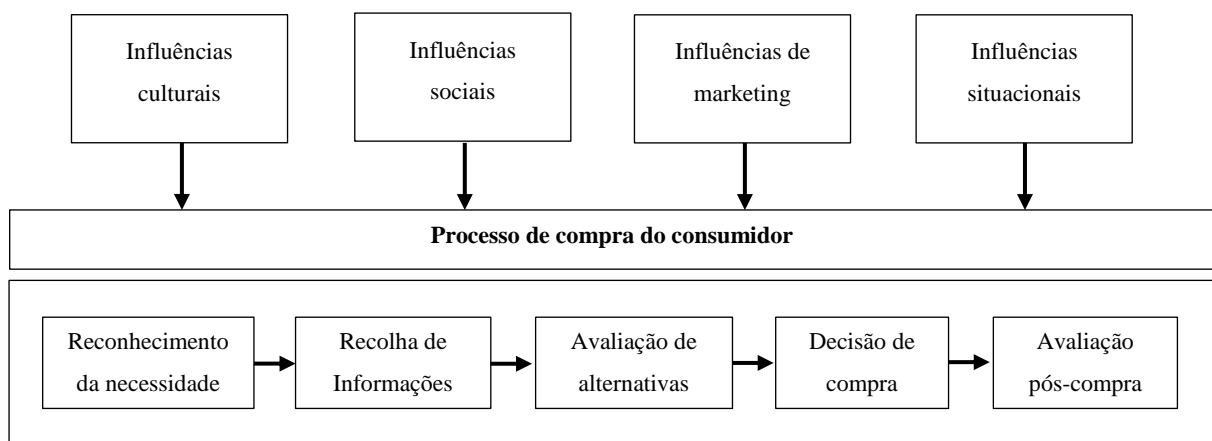 Influências
culturais
Influências
sociais
Influências de
marketing
Influências
situacionais
Processo de compra do consumidor
Reconhecimento
da necessidade
Recolha de
Informações
Avaliação de
alternativas
Decisão de
compra
Avaliação
pós-compra